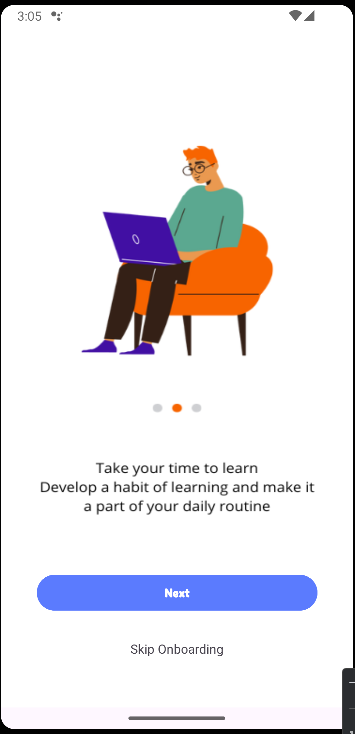 3:05
Take your time to learn
Develop a habit of learning and make it
a part of your daily routine
Next
Skip Onboarding